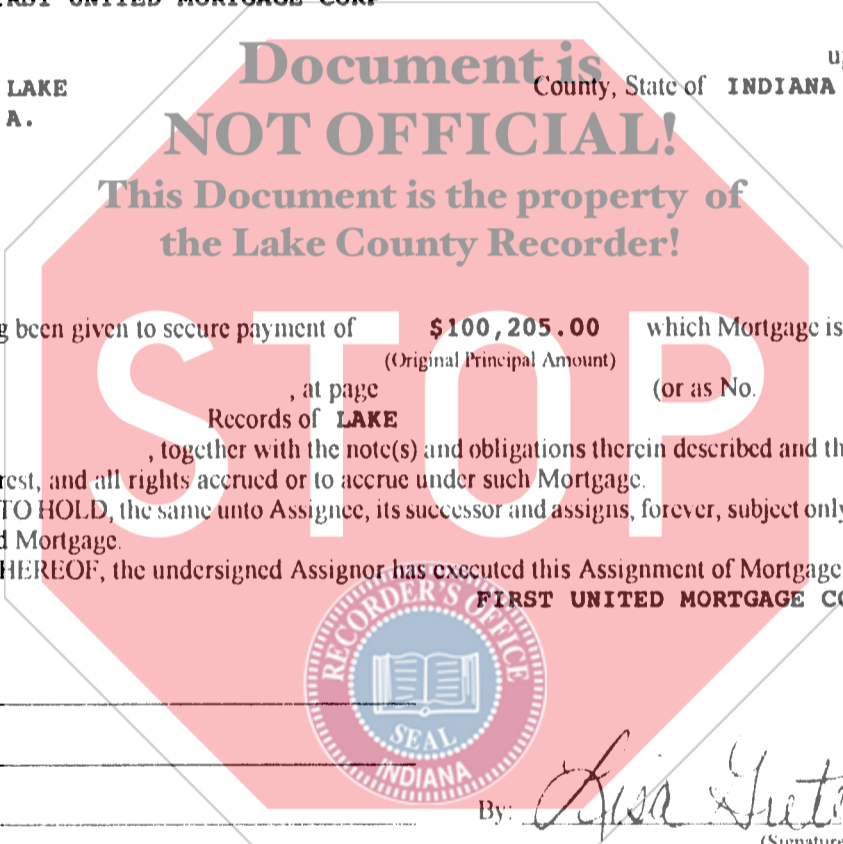 FIRST UNITED MORTGAGE CORP
Document is
LAKE County, State of INDIANA
A.
NOT OFFICIAL!
This Document is the property of
the Lake County Recorder!
STOP
g been given to secure payment of $100,205.00 which Mortgage is
(Original Principal Amount)
, at page (or as No.
Records of LAKE
, together with the note(s) and obligations therein described and th
rest, and all rights accrued or to accrue under such Mortgage.
TO HOLD, the same unto Assignee, its successor and assigns, forever, subject only
d Mortgage.
HEREOF, the undersigned Assignor has executed this Assignment of Mortgage
FIRST UNITED MORTGAGE CO
RECORDER'S OFFICE
SEAL
INDIANA
By: Lisa
(Signature